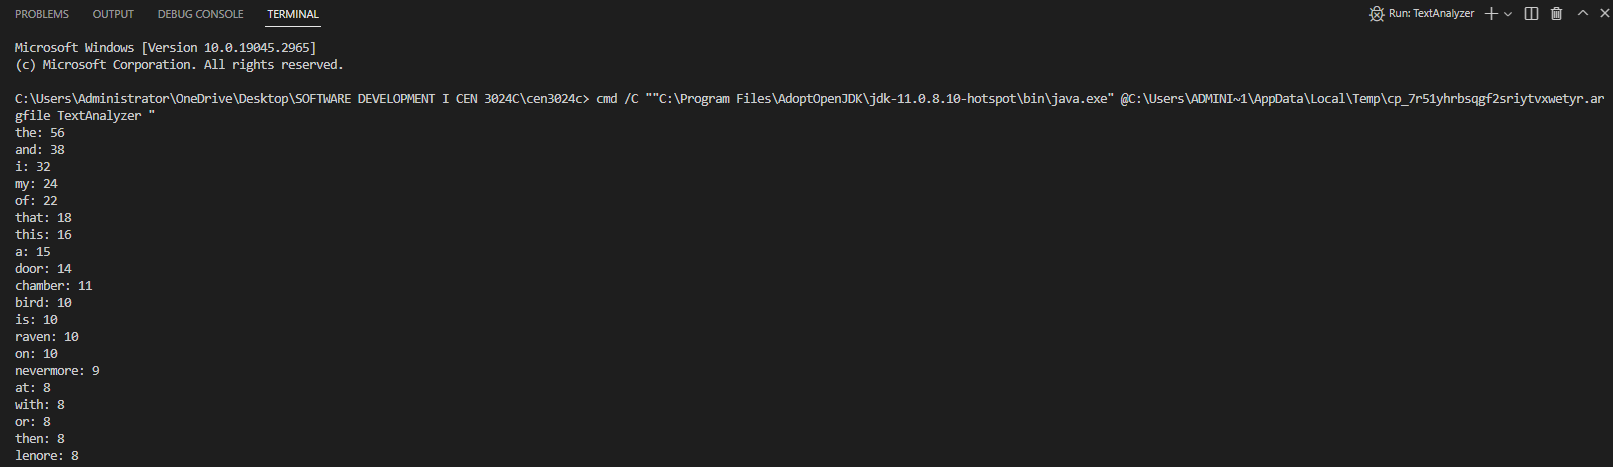 PROBLEMS OUTPUT DEBUG CONSOLE TERMINAL Run: TextAnalyzer
Microsoft Windows [Version 10.0.19045.2965]
(c) Microsoft Corporation. All rights reserved.
C:\Users\Administrator\OneDrive\Desktop\SOFTWARE DEVELOPMENT I CEN 3024C\cen3024c> cmd /C ""C:\Program Files\AdoptOpenJDK\jdk-11.0.8.10-hotspot\bin\java.exe" @C:\Users\ADMINI~1\AppData\Local\Temp\cp_7r51yhrbsqgf2sriytvxwetyr.ar
gfile TextAnalyzer "
the: 56
and: 38
i: 32
my: 24
of: 22
that: 18
this: 16
a: 15
door: 14
chamber: 11
bird: 10
is: 10
raven: 10
on: 10
nevermore: 9
at: 8
with: 8
or: 8
then: 8
lenore: 8